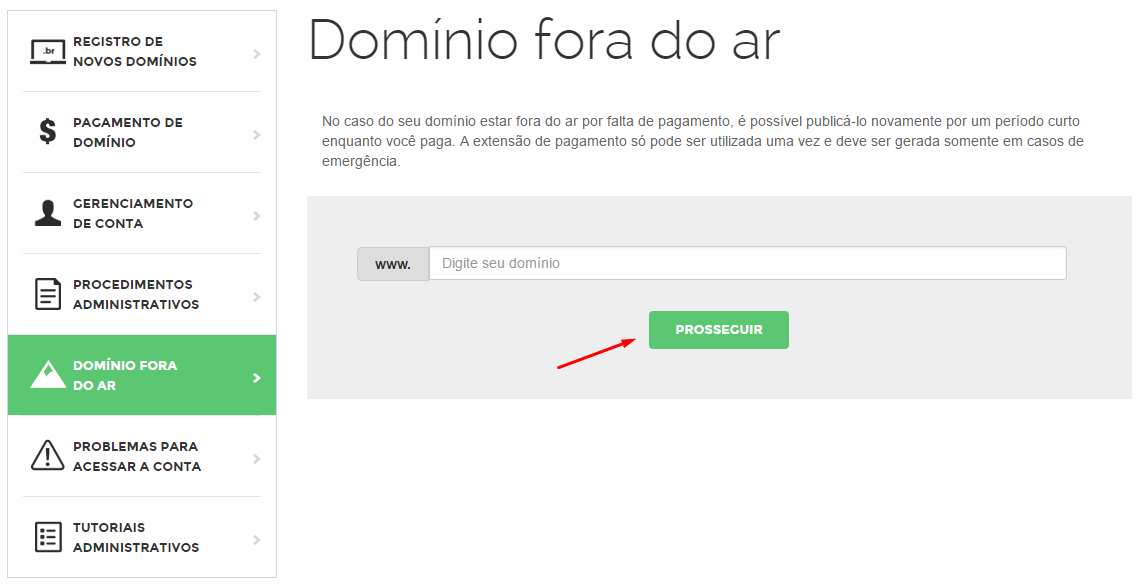 .br
REGISTRO DE
NOVOS DOMÍNIOS
PAGAMENTO DE
DOMÍNIO
GERENCIAMENTO
DE CONTA
PROCEDIMENTOS
ADMINISTRATIVOS
DOMÍNIO FORA
DO AR
PROBLEMAS PARA
ACESSAR A CONTA
TUTORIAIS
ADMINISTRATIVOS
Domínio fora do ar
No caso do seu domínio estar fora do ar por falta de pagamento, é possível publicá-lo novamente por um período curto
enquanto você paga. A extensão de pagamento só pode ser utilizada uma vez e deve ser gerada somente em casos de
emergência.
www. Digite seu domínio
PROSSEGUIR